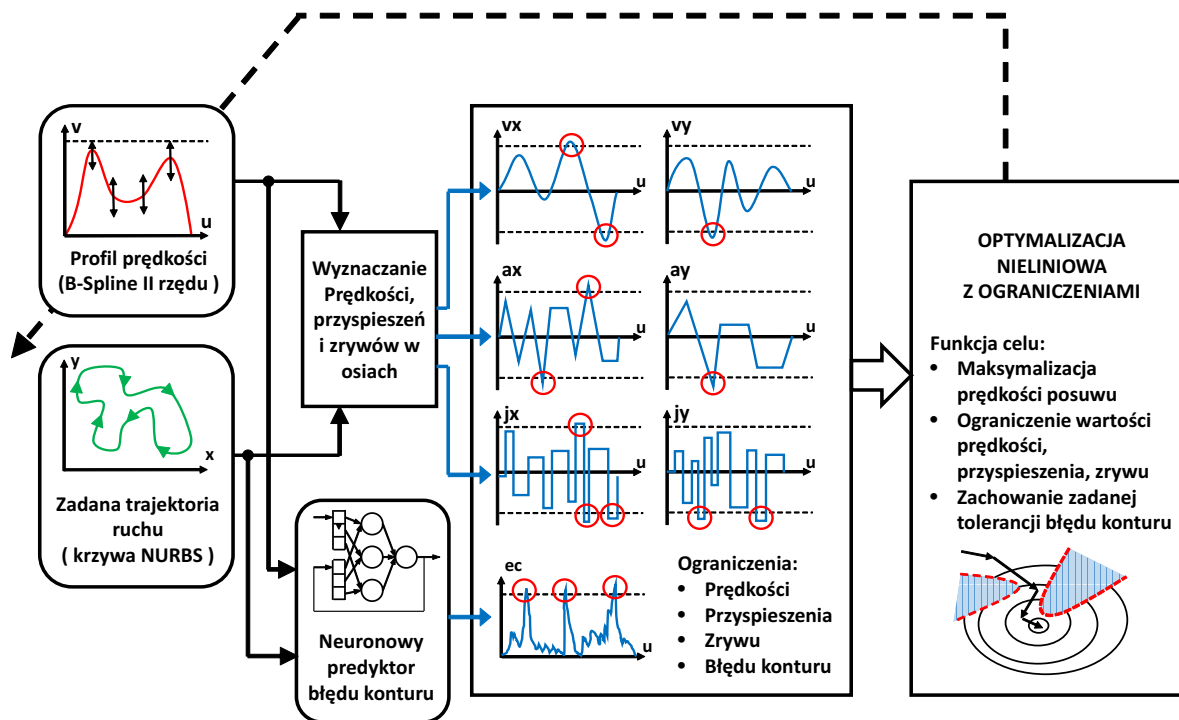 v
u
Profil prędkości
(B-Spline II rzędu )
y
x
Zadana trajektoria
ruchu
( krzywa NURBS )
Wyznaczanie
Prędkości,
przyspieszeń
i zrywów w
osiach
Neuronowy
predyktor
błędu konturu
vx
u
vy
u
ax
u
ay
u
jx
u
jy
u
ec
u
Ograniczenia:
• Prędkości
• Przyspieszenia
• Zrywu
• Błędu konturu
OPTYMALIZACJA
NIELINIOWA
Z OGRANICZENIAMI
Funkcja celu:
• Maksymalizacja
prędkości posuwu
• Ograniczenie wartości
prędkości,
przyspieszenia, zrywu
• Zachowanie zadanej
tolerancji błędu konturu